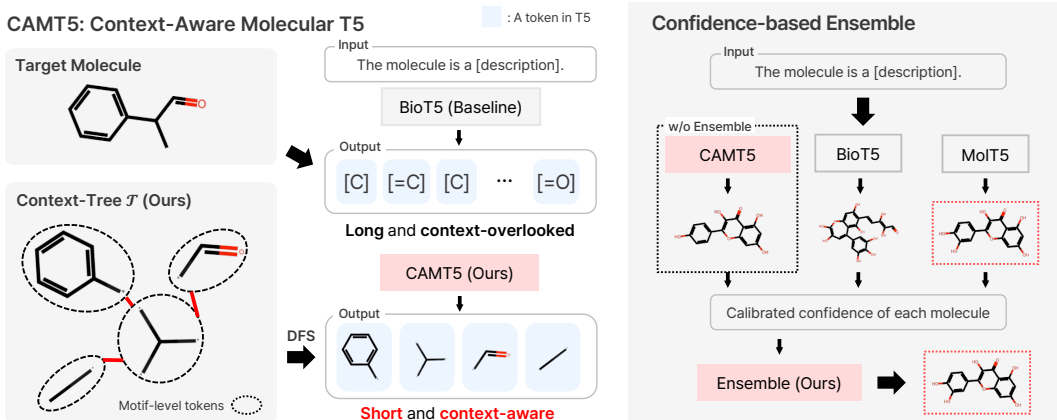 CAMT5: Context-Aware Molecular T5
: A token in T5
Target Molecule
O
Context-Tree 𝒯 (Ours)
Motif-level tokens
DFS
Input
The molecule is a [description].
BioT5 (Baseline)
Output
[C] [=C] [C] ... [=O]
Long and context-overlooked
CAMT5 (Ours)
Output
Short and context-aware
Confidence-based Ensemble
Input
The molecule is a [description].
w/o Ensemble
CAMT5
BioT5
MolT5
Calibrated confidence of each molecule
Ensemble (Ours)